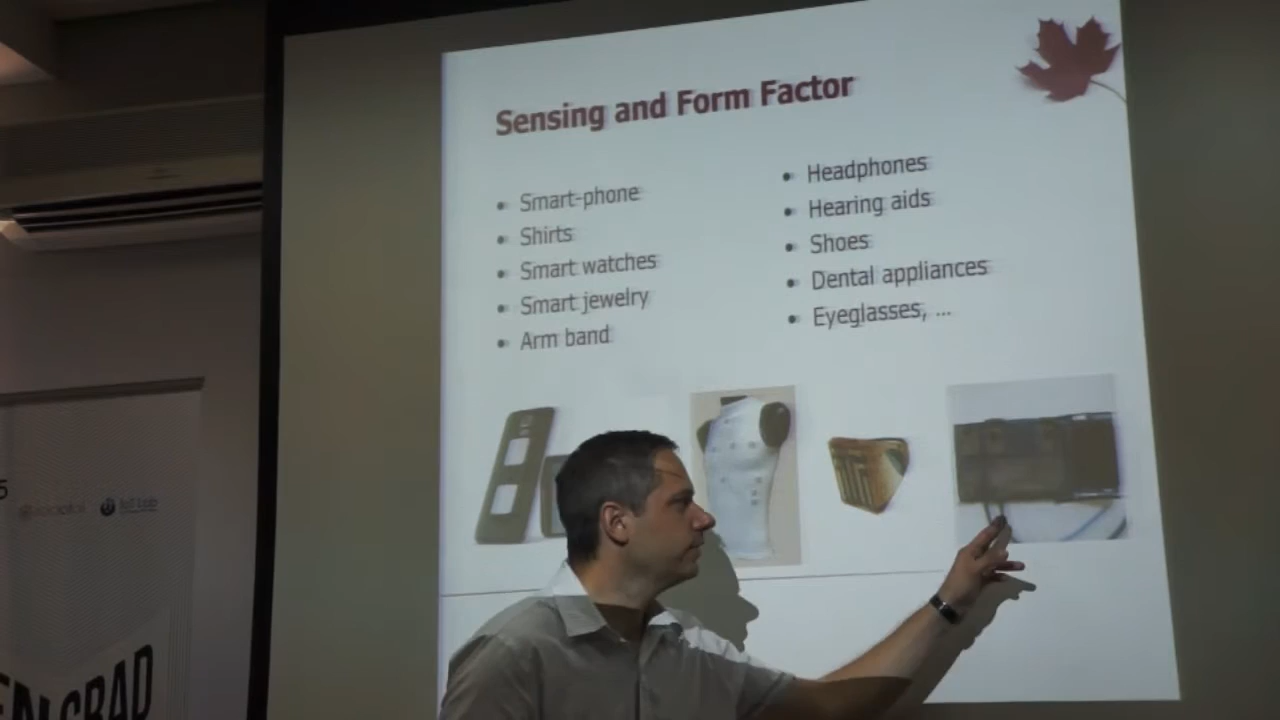 Sensing and Form Factor
• Smart-phone
• Shirts
• Smart watches
• Smart jewelry
• Arm band
• Headphones
• Hearing aids
• Shoes
• Dental appliances
• Eyeglasses, ...
5